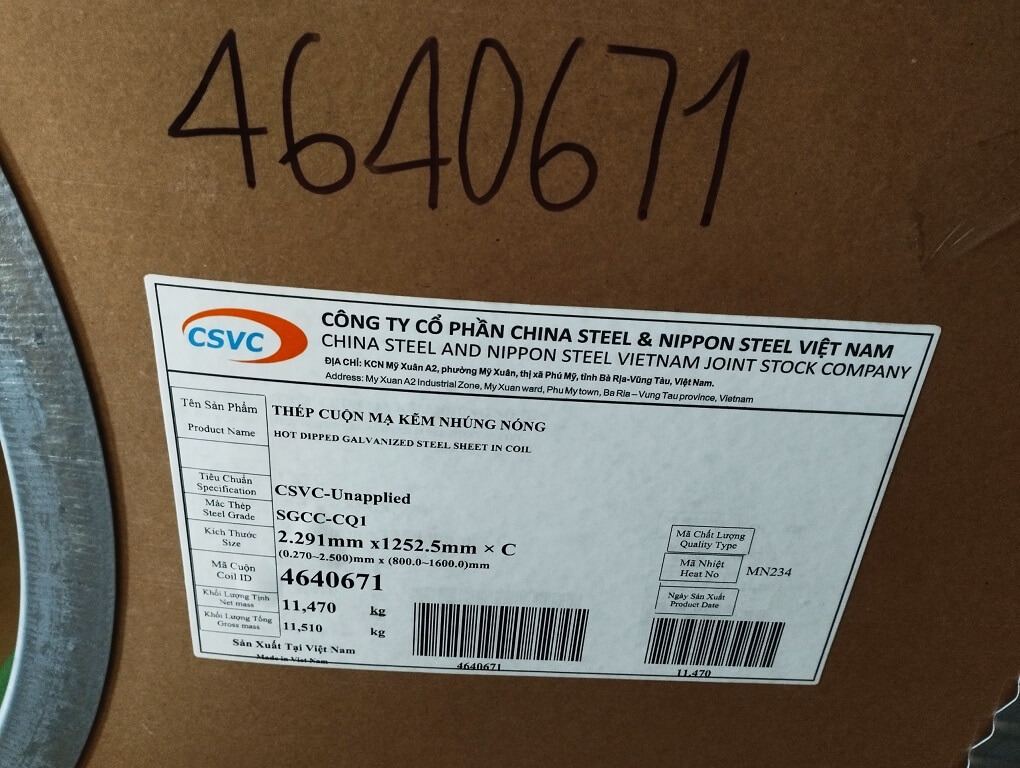 4640671
CSVC
CÔNG TY CỔ PHẦN CHINA STEEL & NIPPON STEEL VIỆT NAM
CHINA STEEL AND NIPPON STEEL VIETNAM JOINT STOCK COMPANY
ĐỊA CHỈ: KCN Mỹ Xuân A2, phường Mỹ Xuân, thị xã Phú Mỹ, tỉnh Bà Rịa-Vũng Tàu, Việt Nam.
Address: My Xuan A2 Industrial Zone, My Xuan ward, Phu My town, Ba Ria – Vung Tau province, Vietnam
Tên Sản Phẩm THÉP CUỘN MẠ KẼM NHÚNG NÓNG
Product Name HOT DIPPED GALVANIZED STEEL SHEET IN COIL
Tiêu Chuẩn
Specification CSVC-Unapplied
Mác Thép
Steel Grade SGCC-CQ1
Kích Thước 2.291mm x1252.5mm × C
Size (0.270~2.500)mm x (800.0~1600.0)mm
Mã Chất Lượng
Quality Type
Mã Cuộn
Coil ID 4640671
Mã Nhiệt
Heat No MN234
Khối Lượng Tịnh
Net mass 11,470 kg
Ngày Sản Xuất
Product Date
Khối Lượng Tổng
Gross mass 11,510 kg
Sản Xuất Tại Việt Nam
Made in Viet Nam
4640671
11,470